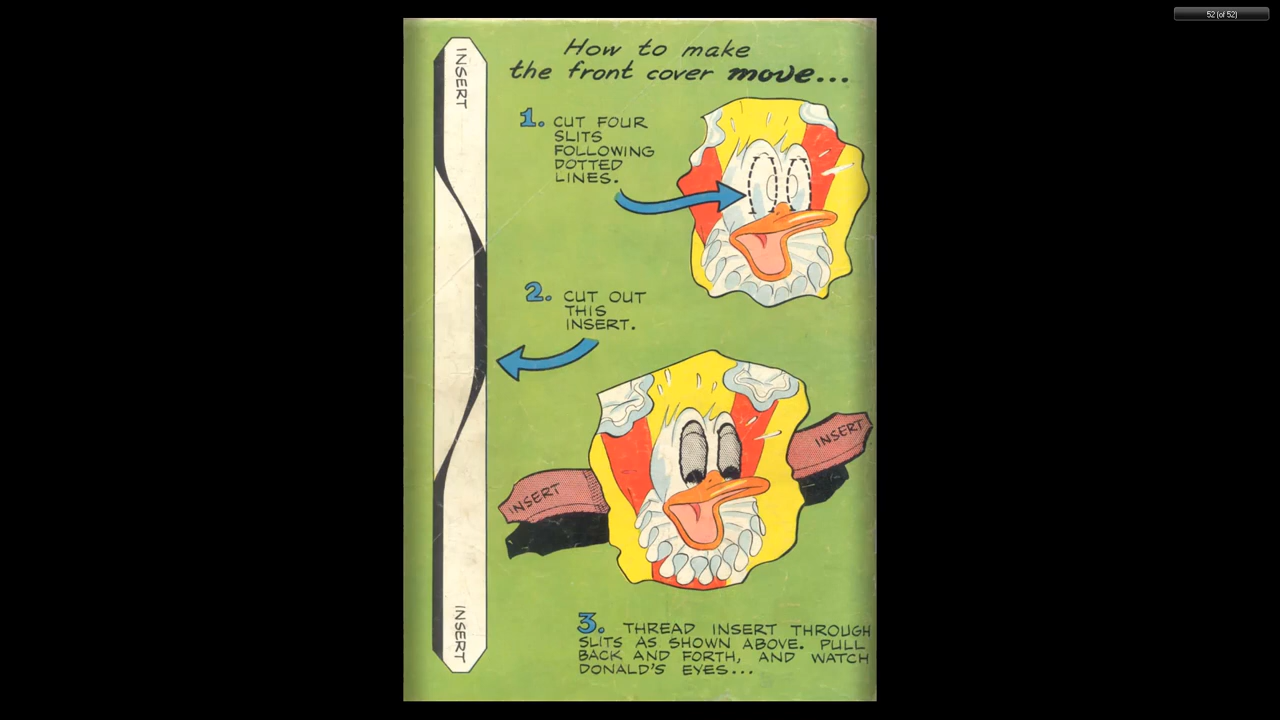 52 (of 52)
How to make
the front cover move...
INSERT
1. CUT FOUR
SLITS
FOLLOWING
DOTTED
LINES.
2. CUT OUT
THIS
INSERT.
INSERT
INSERT
3. THREAD INSERT THROUGH
SLITS AS SHOWN ABOVE. PULL
BACK AND FORTH, AND WATCH
DONALD'S EYES...
INSERT